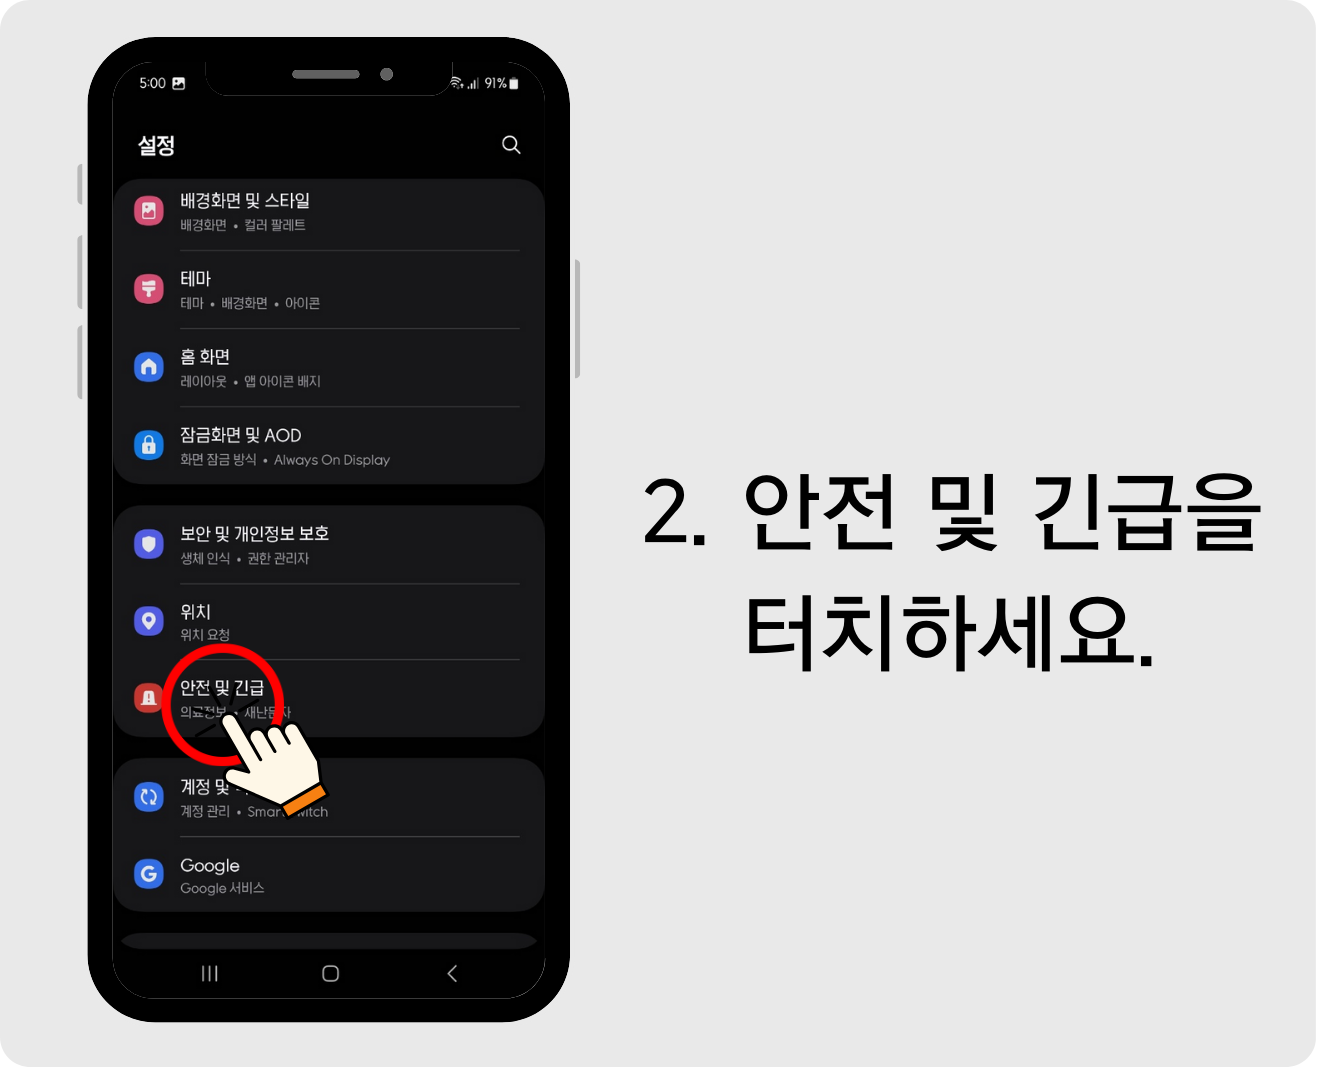 5:00
91%
설정
배경화면 및 스타일
배경화면 • 컬러 팔레트
테마
테마 • 배경화면 • 아이콘
홈 화면
레이아웃 • 앱 아이콘 배지
잠금화면 및 AOD
화면 잠금 방식 • Always On Display
보안 및 개인정보 보호
생체 인식 • 권한 관리자
위치
위치 요청
안전 및 긴급
의료정보 • 재난문자
계정 및
계정 관리 • Smart Switch
Google
Google 서비스
2. 안전 및 긴급을
터치하세요.